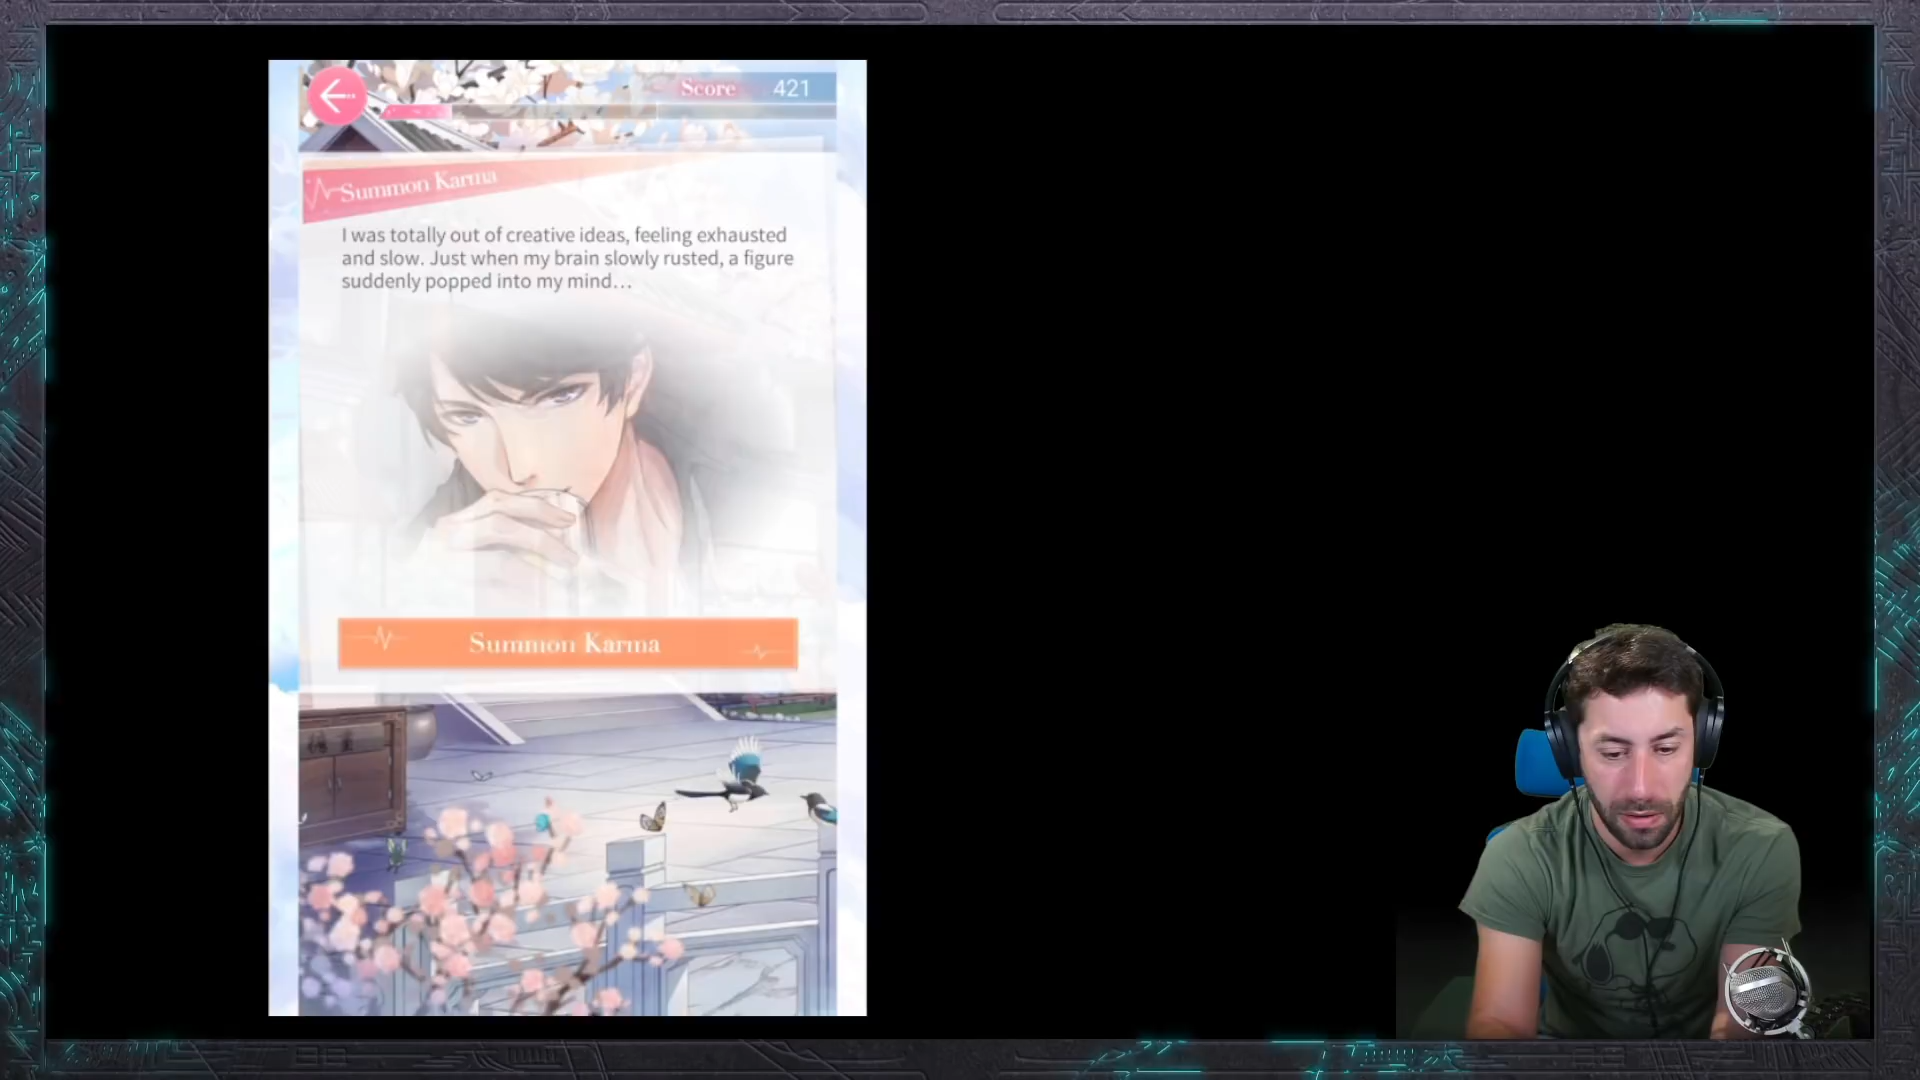 Score 421
Summon Karma
I was totally out of creative ideas, feeling exhausted
and slow. Just when my brain slowly rusted, a figure
suddenly popped into my mind…
Summon Karma